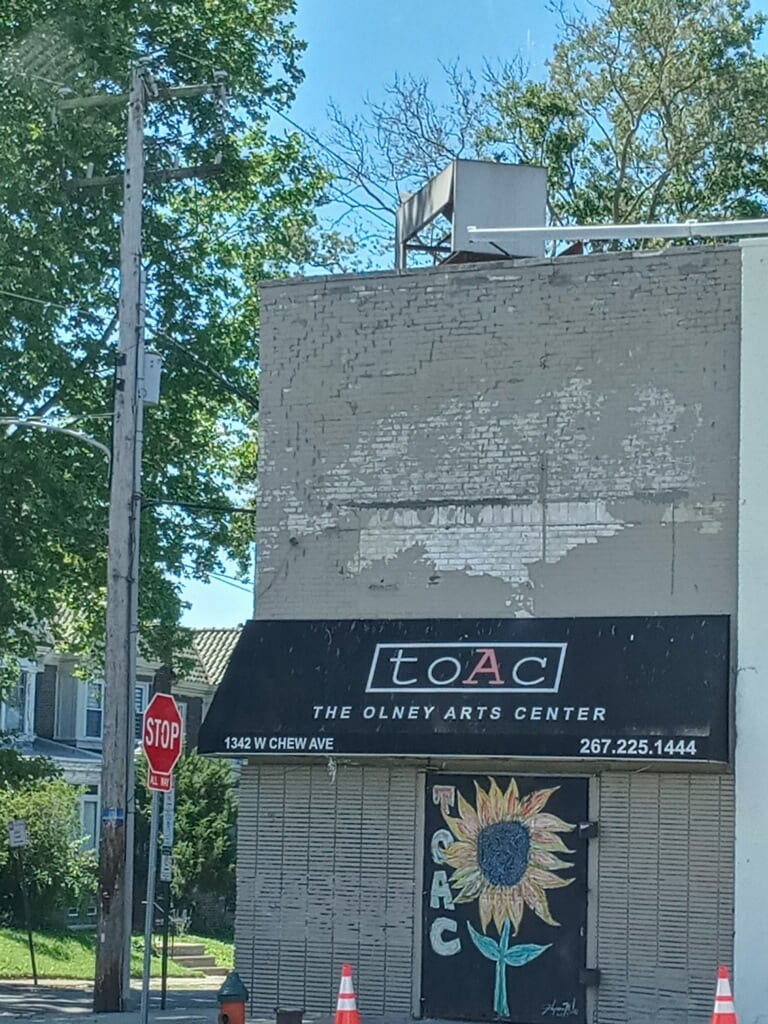 toAc
THE OLNEY ARTS CENTER
1342 W CHEW AVE
267.225.1444
STOP
ALL WAY
TOAC